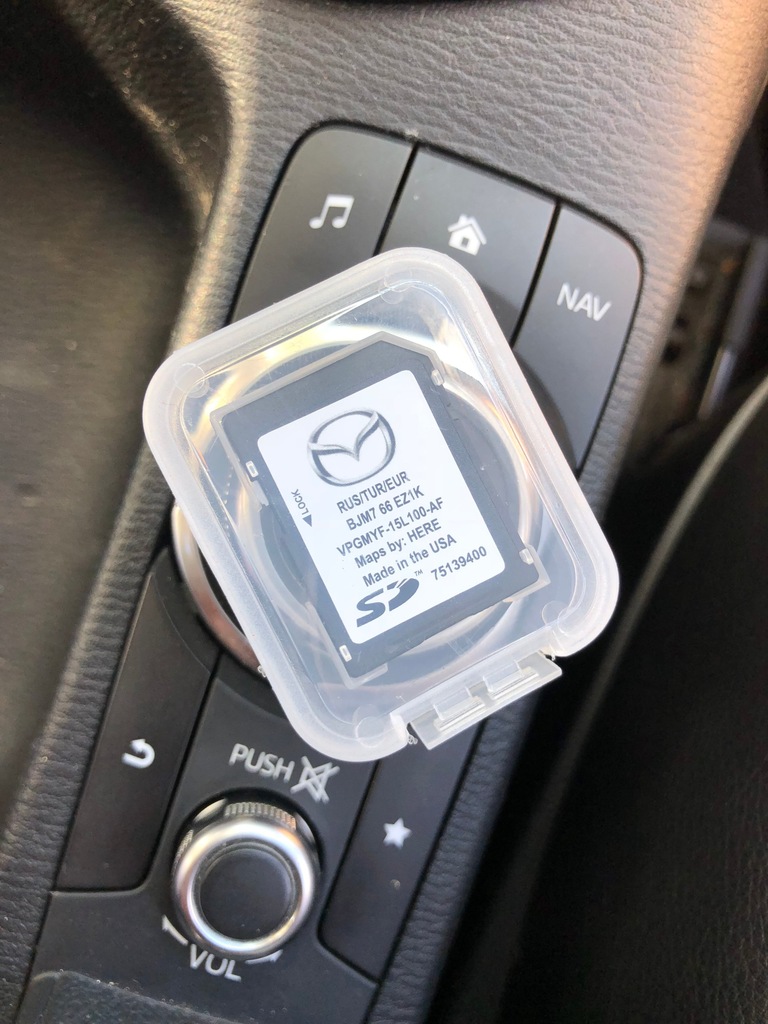 NAV
LOCK
RUS/TUR/EUR
BJM7 66 EZ1K
VPGMYF-15L100-AF
Maps by: HERE
Made in the USA
SD™ 75139400
PUSH
VOL